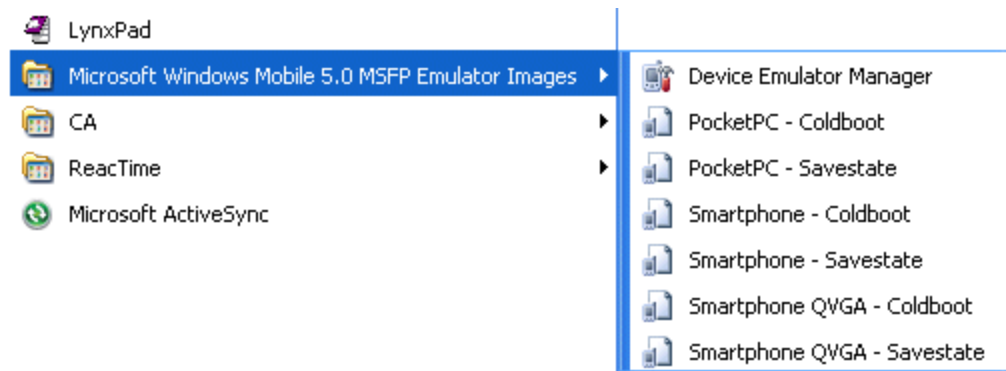 LynxPad
Microsoft Windows Mobile 5.0 MSFP Emulator Images
CA
ReacTime
Microsoft ActiveSync
Device Emulator Manager
PocketPC - Coldboot
PocketPC - Savestate
Smartphone - Coldboot
Smartphone - Savestate
Smartphone QVGA - Coldboot
Smartphone QVGA - Savestate